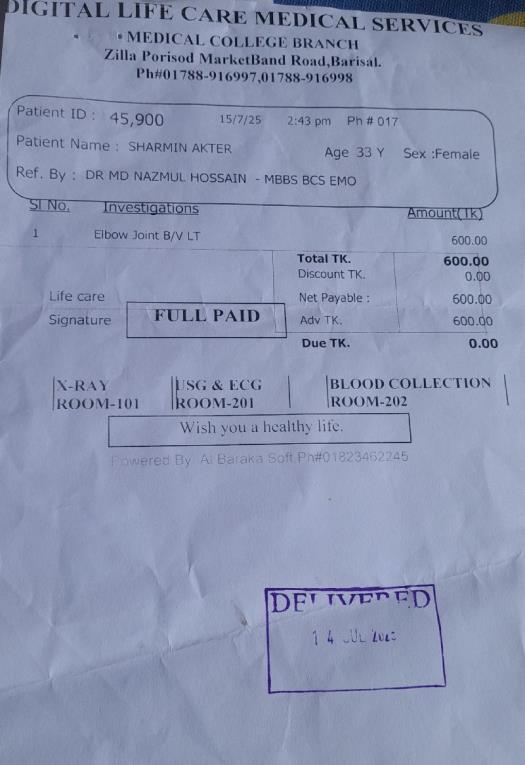 DIGITAL LIFE CARE MEDICAL SERVICES
MEDICAL COLLEGE BRANCH
Zilla Porisod MarketBand Road,Barisal.
Ph#01788-916997,01788-916998
Patient ID : 45,900 15/7/25 2:43 pm Ph # 017
Patient Name : SHARMIN AKTER Age 33 Y Sex :Female
Ref. By : DR MD NAZMUL HOSSAIN - MBBS BCS EMO
Sl No. Investigations Amount(Tk)
1 Elbow Joint B/V LT 600.00
Total TK. 600.00
Discount TK. 0.00
Life care Net Payable : 600.00
Signature FULL PAID Adv TK. 600.00
Due TK. 0.00
X-RAY USG & ECG BLOOD COLLECTION
ROOM-101 ROOM-201 ROOM-202
Wish you a healthy life.
Powered By: Al Baraka Soft.Ph#01823462245
DELIVERED
14 JUL